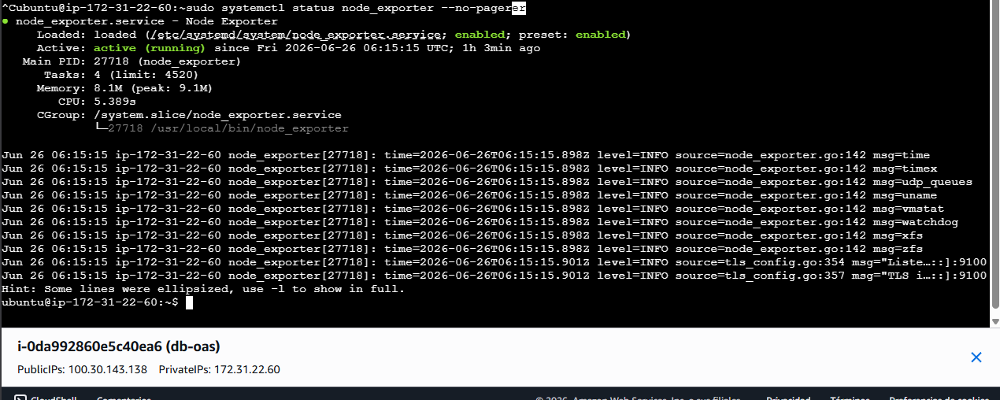 ^Cubuntu@ip-172-31-22-60:~sudo systemctl status node_exporter --no-pagerer
● node_exporter.service - Node Exporter
Loaded: loaded (/etc/systemd/system/node_exporter.service; enabled; preset: enabled)
Active: active (running) since Fri 2026-06-26 06:15:15 UTC; 1h 3min ago
Main PID: 27718 (node_exporter)
Tasks: 4 (limit: 4520)
Memory: 8.1M (peak: 9.1M)
CPU: 5.389s
CGroup: /system.slice/node_exporter.service
└─27718 /usr/local/bin/node_exporter
Jun 26 06:15:15 ip-172-31-22-60 node_exporter[27718]: time=2026-06-26T06:15:15.898Z level=INFO source=node_exporter.go:142 msg=time
Jun 26 06:15:15 ip-172-31-22-60 node_exporter[27718]: time=2026-06-26T06:15:15.898Z level=INFO source=node_exporter.go:142 msg=timex
Jun 26 06:15:15 ip-172-31-22-60 node_exporter[27718]: time=2026-06-26T06:15:15.898Z level=INFO source=node_exporter.go:142 msg=udp_queues
Jun 26 06:15:15 ip-172-31-22-60 node_exporter[27718]: time=2026-06-26T06:15:15.898Z level=INFO source=node_exporter.go:142 msg=uname
Jun 26 06:15:15 ip-172-31-22-60 node_exporter[27718]: time=2026-06-26T06:15:15.898Z level=INFO source=node_exporter.go:142 msg=vmstat
Jun 26 06:15:15 ip-172-31-22-60 node_exporter[27718]: time=2026-06-26T06:15:15.898Z level=INFO source=node_exporter.go:142 msg=watchdog
Jun 26 06:15:15 ip-172-31-22-60 node_exporter[27718]: time=2026-06-26T06:15:15.898Z level=INFO source=node_exporter.go:142 msg=xfs
Jun 26 06:15:15 ip-172-31-22-60 node_exporter[27718]: time=2026-06-26T06:15:15.898Z level=INFO source=node_exporter.go:142 msg=zfs
Jun 26 06:15:15 ip-172-31-22-60 node_exporter[27718]: time=2026-06-26T06:15:15.901Z level=INFO source=tls_config.go:354 msg="Liste…::]:9100
Jun 26 06:15:15 ip-172-31-22-60 node_exporter[27718]: time=2026-06-26T06:15:15.901Z level=INFO source=tls_config.go:357 msg="TLS i…::]:9100
Hint: Some lines were ellipsized, use -l to show in full.
ubuntu@ip-172-31-22-60:~$
i-0da992860e5c40ea6 (db-oas)
PublicIPs: 100.30.143.138 PrivateIPs: 172.31.22.60
CloudShell Comentarios © 2026, Amazon Web Services, Inc. o sus filiales. Privacidad Términos Preferencias de cookies